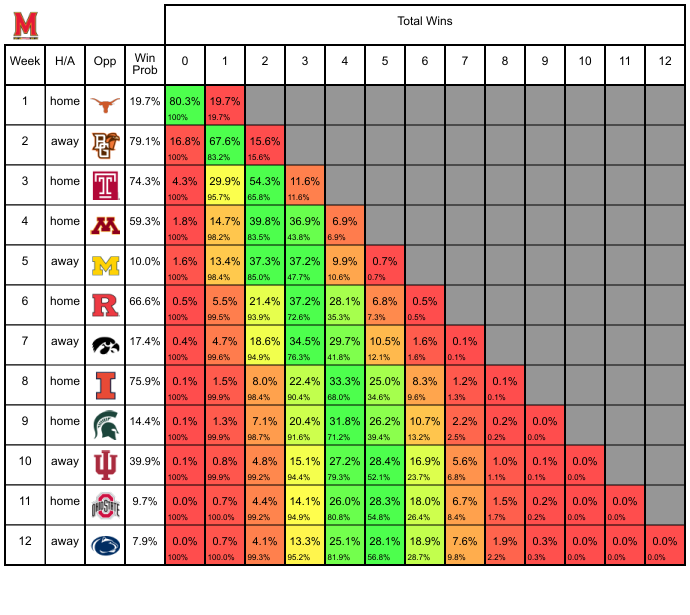 Total Wins
Week H/A Opp Win Prob 0 1 2 3 4 5 6 7 8 9 10 11 12
1 home 19.7% 80.3% 19.7%
100% 19.7%
2 away 79.1% 16.8% 67.6% 15.6%
100% 83.2% 15.6%
3 home T 74.3% 4.3% 29.9% 54.3% 11.6%
100% 95.7% 65.8% 11.6%
4 home M 59.3% 1.8% 14.7% 39.8% 36.9% 6.9%
100% 98.2% 83.5% 43.8% 6.9%
5 away M 10.0% 1.6% 13.4% 37.3% 37.2% 9.9% 0.7%
100% 98.4% 85.0% 47.7% 10.6% 0.7%
6 home R 66.6% 0.5% 5.5% 21.4% 37.2% 28.1% 6.8% 0.5%
100% 99.5% 93.9% 72.6% 35.3% 7.3% 0.5%
7 away 17.4% 0.4% 4.7% 18.6% 34.5% 29.7% 10.5% 1.6% 0.1%
100% 99.6% 94.9% 76.3% 41.8% 12.1% 1.6% 0.1%
8 home I 75.9% 0.1% 1.5% 8.0% 22.4% 33.3% 25.0% 8.3% 1.2% 0.1%
100% 99.9% 98.4% 90.4% 68.0% 34.6% 9.6% 1.3% 0.1%
9 home 14.4% 0.1% 1.3% 7.1% 20.4% 31.8% 26.2% 10.7% 2.2% 0.2% 0.0%
100% 99.9% 98.7% 91.6% 71.2% 39.4% 13.2% 2.5% 0.2% 0.0%
10 away 39.9% 0.1% 0.8% 4.8% 15.1% 27.2% 28.4% 16.9% 5.6% 1.0% 0.1% 0.0%
100% 99.9% 99.2% 94.4% 79.3% 52.1% 23.7% 6.8% 1.1% 0.1% 0.0%
11 home OHIO STATE 9.7% 0.0% 0.7% 4.4% 14.1% 26.0% 28.3% 18.0% 6.7% 1.5% 0.2% 0.0% 0.0%
100% 100.0% 99.2% 94.9% 80.8% 54.8% 26.4% 8.4% 1.7% 0.2% 0.0% 0.0%
12 away 7.9% 0.0% 0.7% 4.1% 13.3% 25.1% 28.1% 18.9% 7.6% 1.9% 0.3% 0.0% 0.0% 0.0%
100% 100.0% 99.3% 95.2% 81.9% 56.8% 28.7% 9.8% 2.2% 0.3% 0.0% 0.0% 0.0%